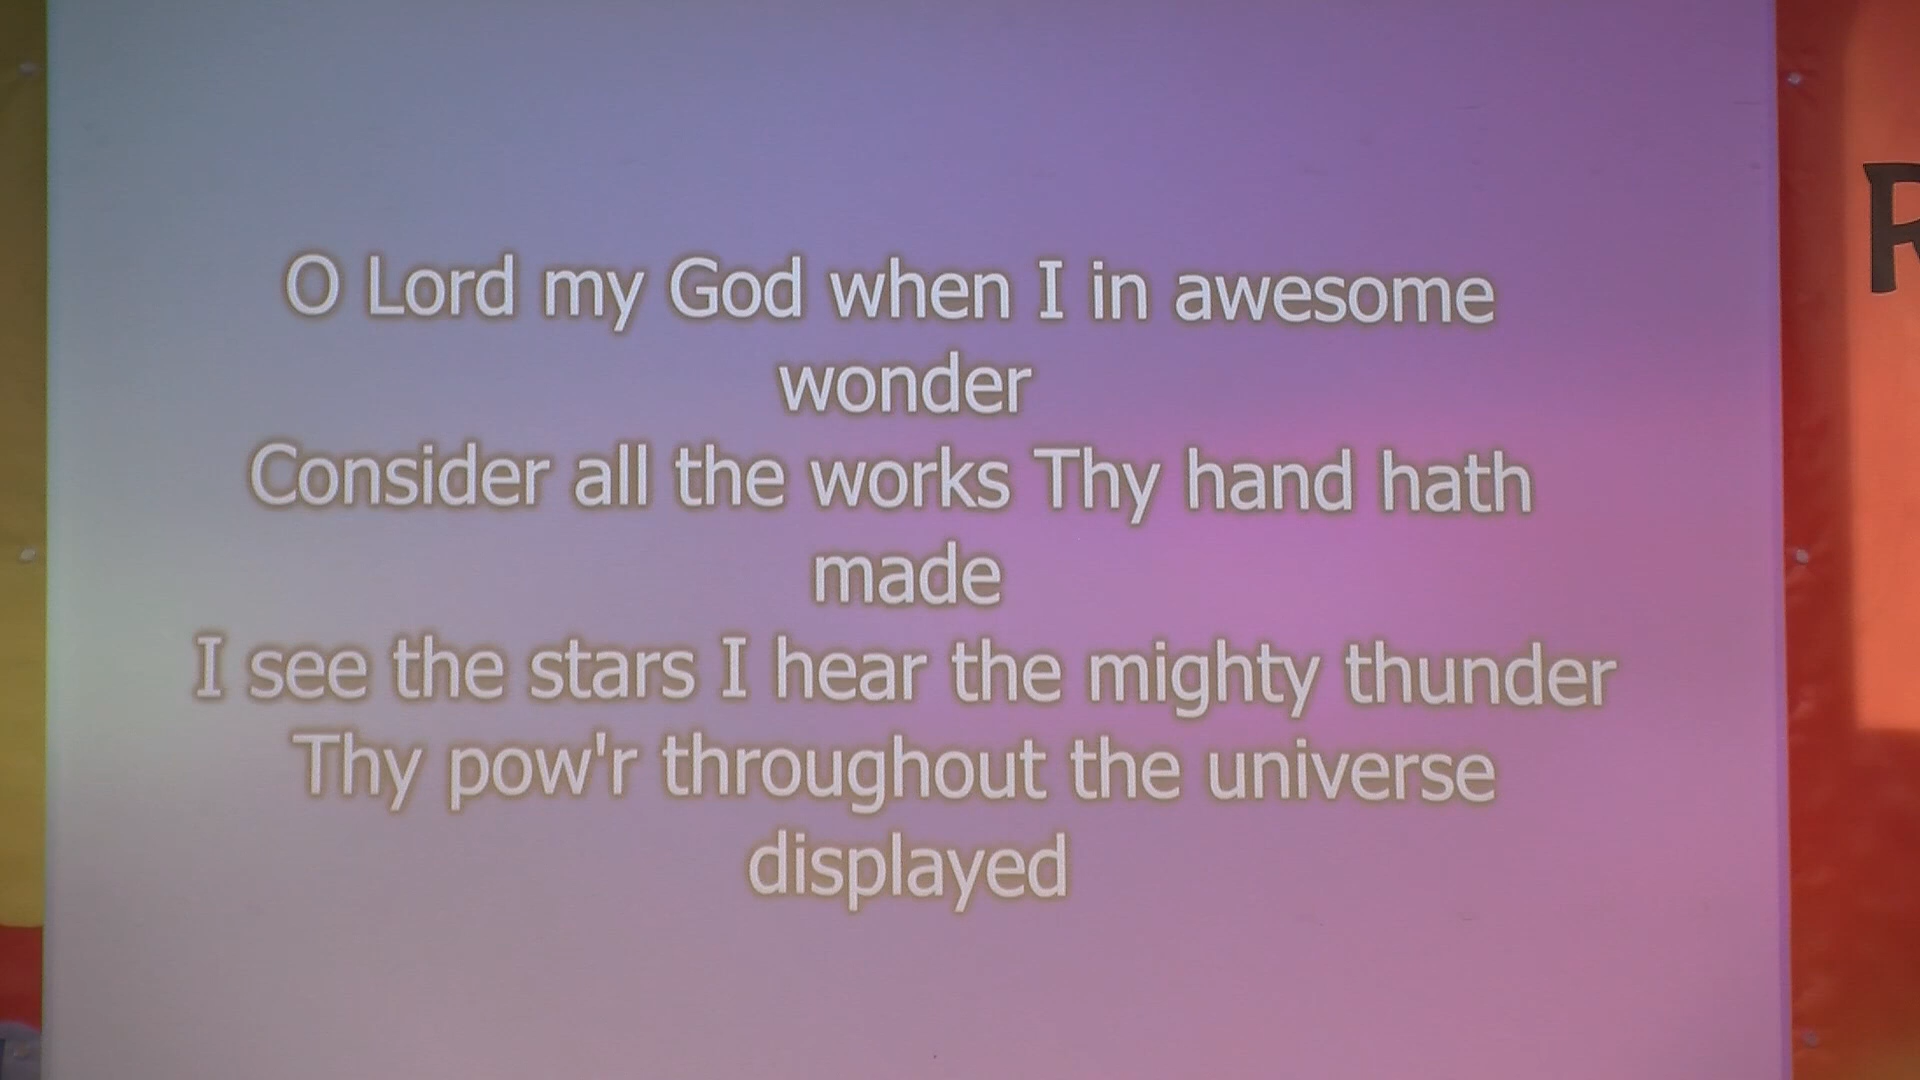 O Lord my God when I in awesome
wonder
Consider all the works Thy hand hath
made
I see the stars I hear the mighty thunder
Thy pow'r throughout the universe
displayed